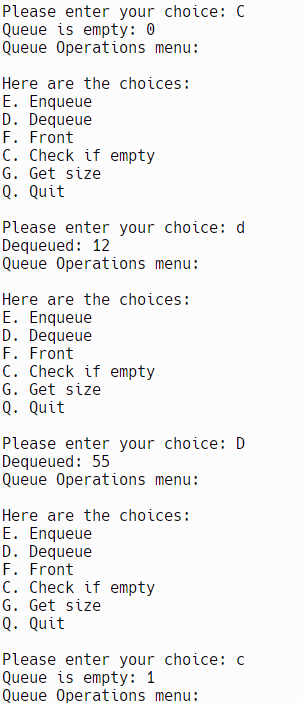 Please enter your choice: C
Queue is empty: 0
Queue Operations menu:

Here are the choices:
E. Enqueue
D. Dequeue
F. Front
C. Check if empty
G. Get size
Q. Quit

Please enter your choice: d
Dequeued: 12
Queue Operations menu:

Here are the choices:
E. Enqueue
D. Dequeue
F. Front
C. Check if empty
G. Get size
Q. Quit

Please enter your choice: D
Dequeued: 55
Queue Operations menu:

Here are the choices:
E. Enqueue
D. Dequeue
F. Front
C. Check if empty
G. Get size
Q. Quit

Please enter your choice: c
Queue is empty: 1
Queue Operations menu: